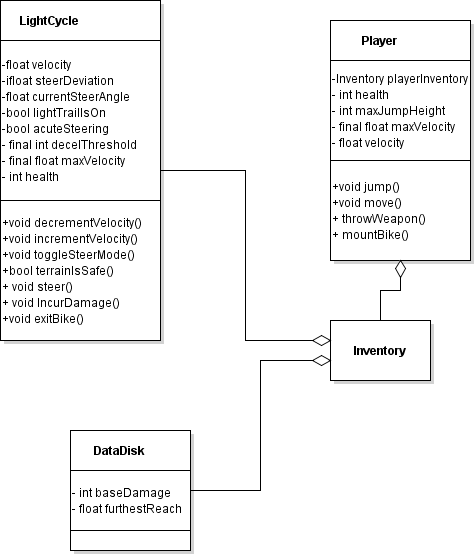 LightCycle
-float velocity
-ifloat steerDeviation
-float currentSteerAngle
-bool lightTrailIsOn
-bool acuteSteering
- final int decelThreshold
- final float maxVelocity
- int health
+void decrementVelocity()
+void incrementVelocity()
+void toggleSteerMode()
+bool terrainIsSafe()
+ void steer()
+ void IncurDamage()
+void exitBike()
Player
-Inventory playerInventory
- int health
- int maxJumpHeight
- final float maxVelocity
- float velocity
+void jump()
+void move()
+ throwWeapon()
+ mountBike()
Inventory
DataDisk
- int baseDamage
- float furthestReach